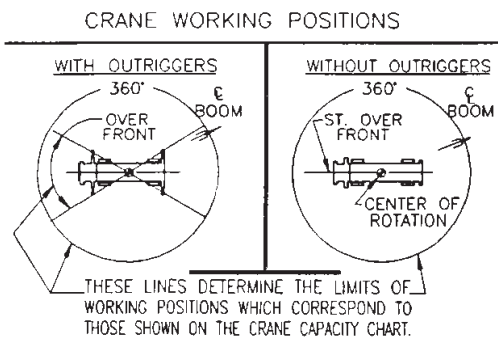 CRANE WORKING POSITIONS
WITH OUTRIGGERS
360°
℄
BOOM
OVER
FRONT
WITHOUT OUTRIGGERS
360°
℄
BOOM
ST. OVER
FRONT
CENTER OF
ROTATION
THESE LINES DETERMINE THE LIMITS OF
WORKING POSITIONS WHICH CORRESPOND TO
THOSE SHOWN ON THE CRANE CAPACITY CHART.